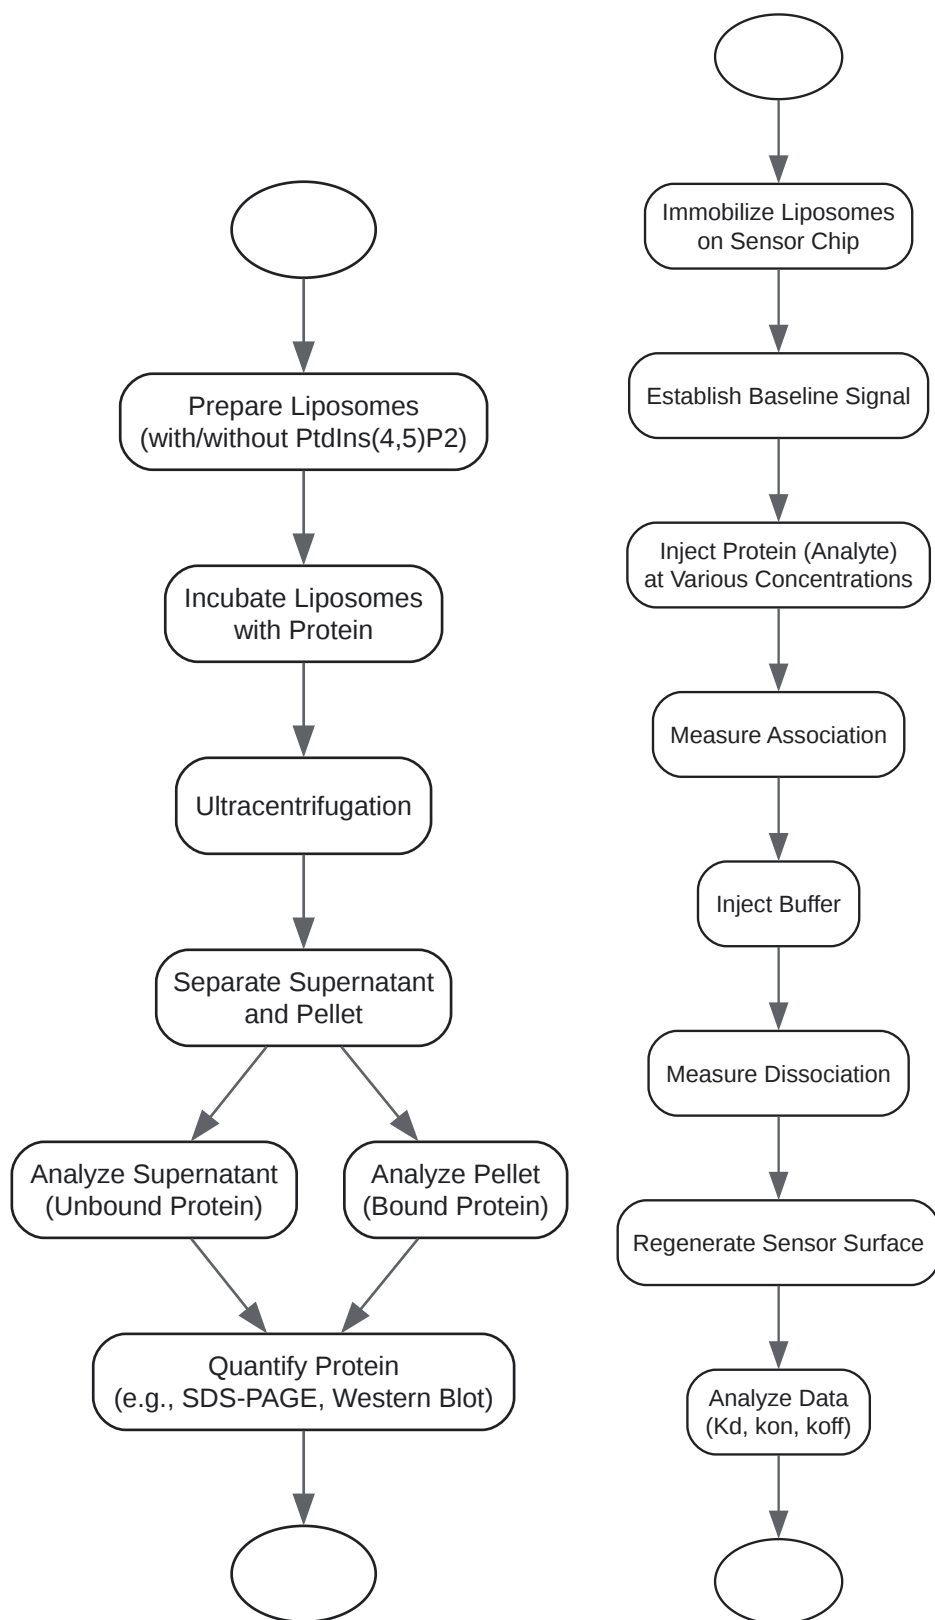 Prepare Liposomes
(with/without PtdIns(4,5)P2)
Incubate Liposomes
with Protein
Ultracentrifugation
Separate Supernatant
and Pellet
Analyze Supernatant
(Unbound Protein)
Analyze Pellet
(Bound Protein)
Quantify Protein
(e.g., SDS-PAGE, Western Blot)
Immobilize Liposomes
on Sensor Chip
Establish Baseline Signal
Inject Protein (Analyte)
at Various Concentrations
Measure Association
Inject Buffer
Measure Dissociation
Regenerate Sensor Surface
Analyze Data
(Kd, kon, koff)